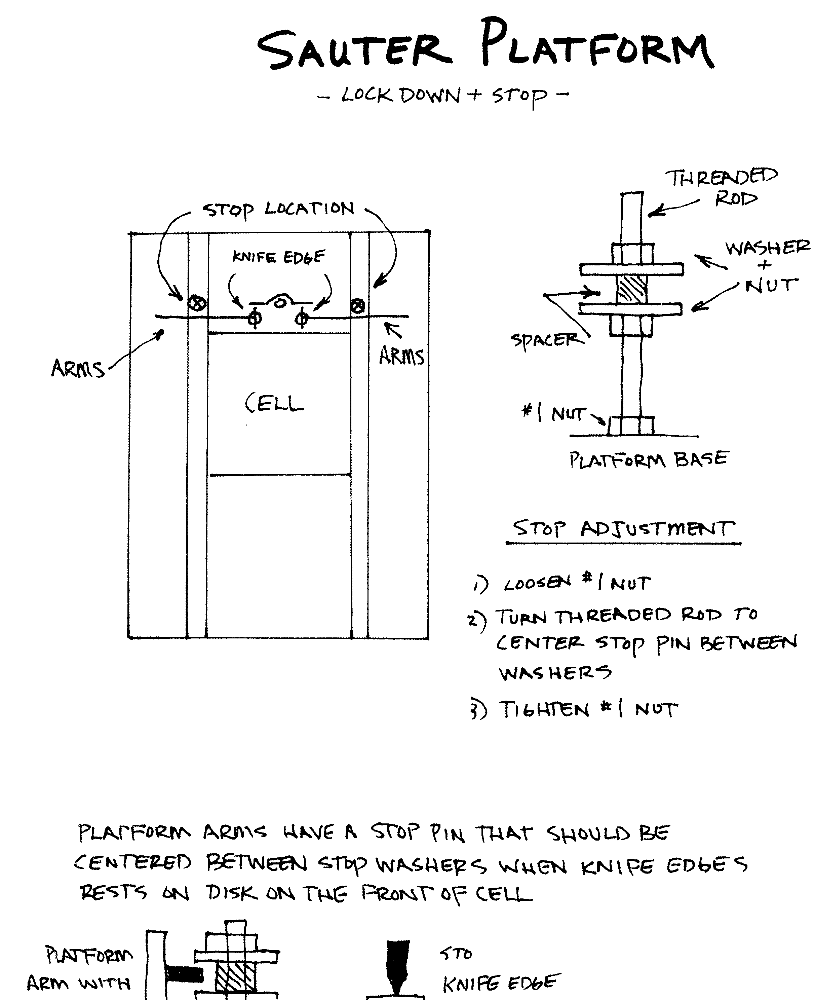 SAUTER PLATFORM
- LOCK DOWN + STOP -
STOP LOCATION
KNIFE EDGE
ARMS
ARMS
CELL
THREADED
ROD
WASHER
+
NUT
SPACER
#1 NUT
PLATFORM BASE
STOP ADJUSTMENT
1) LOOSEN #1 NUT
2) TURN THREADED ROD TO
CENTER STOP PIN BETWEEN
WASHERS
3) TIGHTEN #1 NUT
PLATFORM ARMS HAVE A STOP PIN THAT SHOULD BE
CENTERED BETWEEN STOP WASHERS WHEN KNIFE EDGES
RESTS ON DISK ON THE FRONT OF CELL
PLATFORM
ARM WITH
STO
KNIFE EDGE